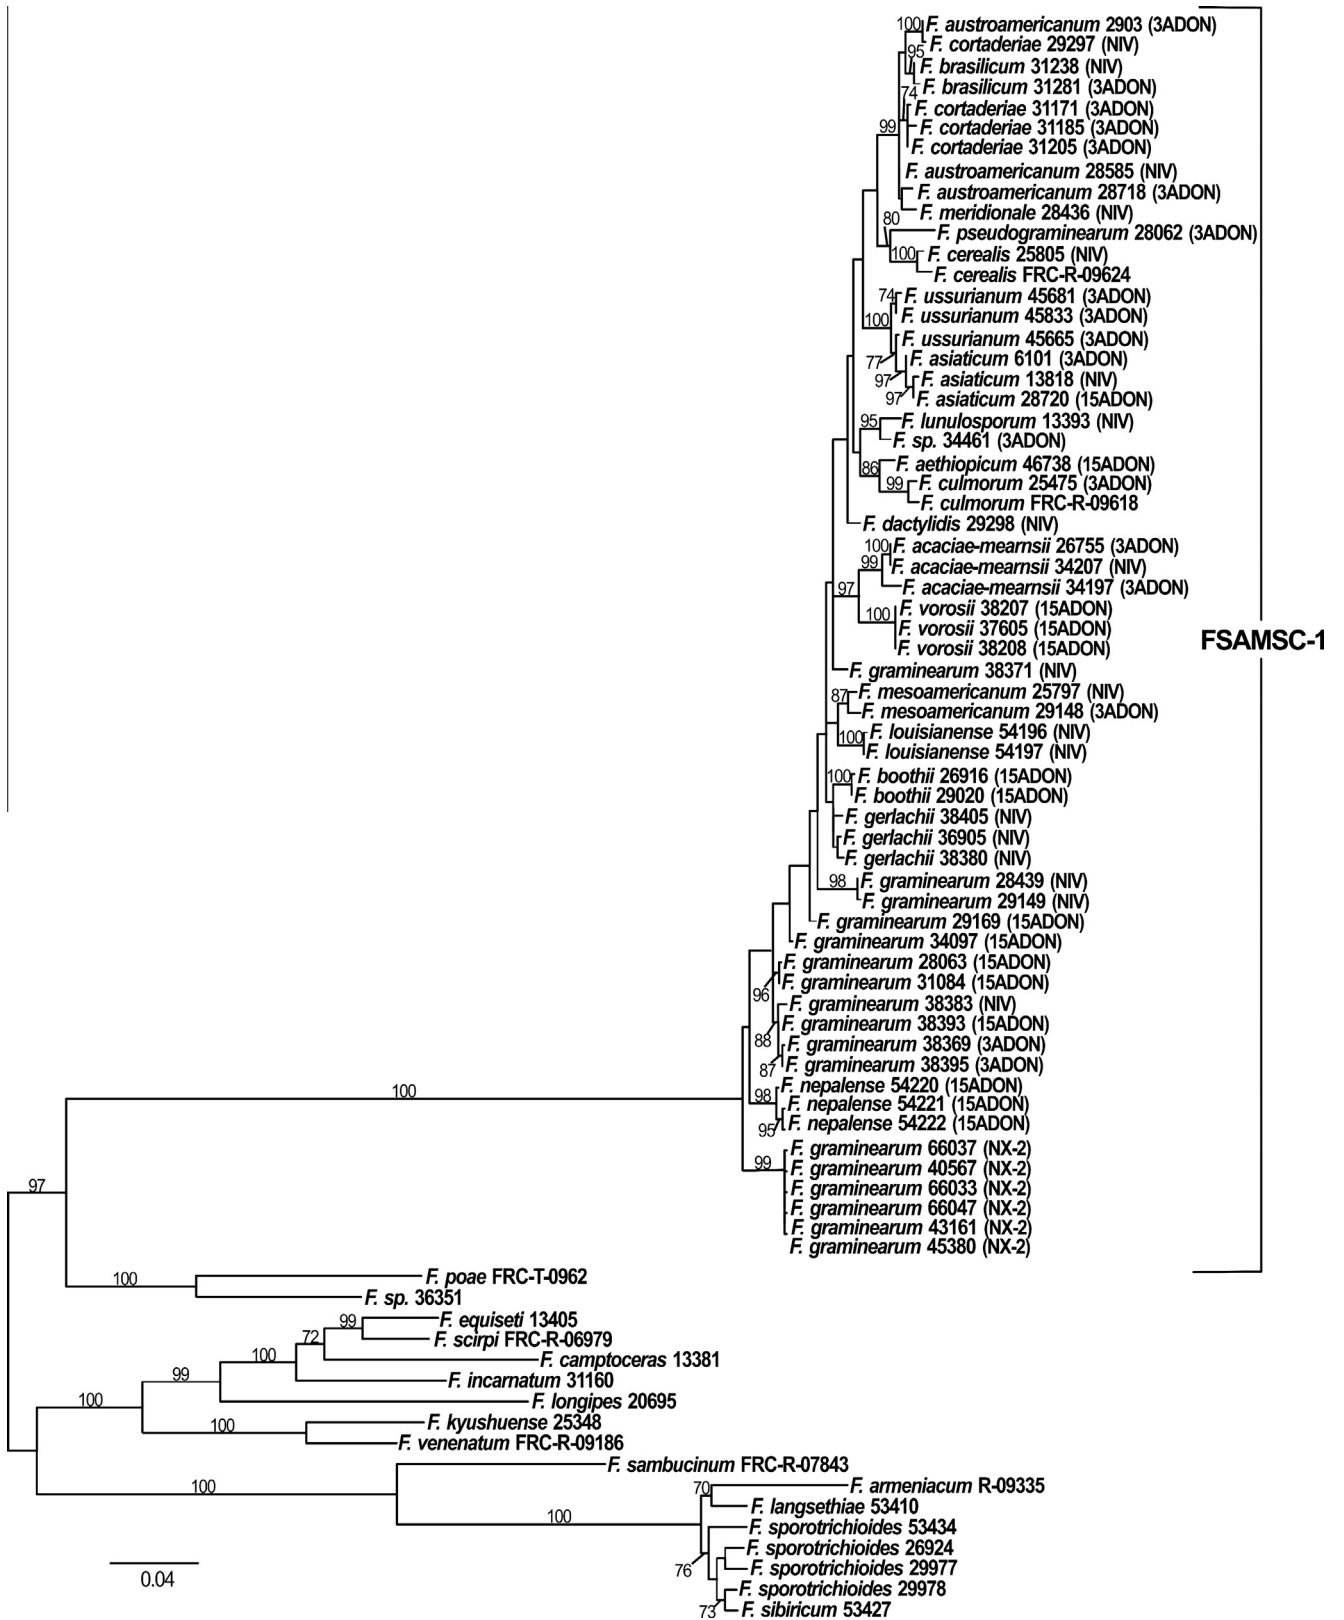 100 F. austroamericanum 2903 (3ADON)
F. cortaderiae 29297 (NIV)
95
F. brasilicum 31238 (NIV)
F. brasilicum 31281 (3ADON)
74
F. cortaderiae 31171 (3ADON)
99 F. cortaderiae 31185 (3ADON)
F. cortaderiae 31205 (3ADON)
F. austroamericanum 28585 (NIV)
F. austroamericanum 28718 (3ADON)
F. meridionale 28436 (NIV)
80
F. pseudograminearum 28062 (3ADON)
100 F. cerealis 25805 (NIV)
F. cerealis FRC-R-09624
74 F. ussurianum 45681 (3ADON)
100 F. ussurianum 45833 (3ADON)
F. ussurianum 45665 (3ADON)
77 F. asiaticum 6101 (3ADON)
97 F. asiaticum 13818 (NIV)
97 F. asiaticum 28720 (15ADON)
95 F. lunulosporum 13393 (NIV)
F. sp. 34461 (3ADON)
86 F. aethiopicum 46738 (15ADON)
99 F. culmorum 25475 (3ADON)
F. culmorum FRC-R-09618
F. dactylidis 29298 (NIV)
100 F. acaciae-mearnsii 26755 (3ADON)
99 F. acaciae-mearnsii 34207 (NIV)
97 F. acaciae-mearnsii 34197 (3ADON)
100 F. vorosii 38207 (15ADON)
F. vorosii 37605 (15ADON)
F. vorosii 38208 (15ADON)
FSAMSC-1
F. graminearum 38371 (NIV)
87 F. mesoamericanum 25797 (NIV)
F. mesoamericanum 29148 (3ADON)
100 F. louisianense 54196 (NIV)
F. louisianense 54197 (NIV)
100 F. boothii 26916 (15ADON)
F. boothii 29020 (15ADON)
F. gerlachii 38405 (NIV)
F. gerlachii 36905 (NIV)
F. gerlachii 38380 (NIV)
98 F. graminearum 28439 (NIV)
F. graminearum 29149 (NIV)
F. graminearum 29169 (15ADON)
F. graminearum 34097 (15ADON)
F. graminearum 28063 (15ADON)
96 F. graminearum 31084 (15ADON)
F. graminearum 38383 (NIV)
88 F. graminearum 38393 (15ADON)
F. graminearum 38369 (3ADON)
87 F. graminearum 38395 (3ADON)
100
98 F. nepalense 54220 (15ADON)
F. nepalense 54221 (15ADON)
95 F. nepalense 54222 (15ADON)
F. graminearum 66037 (NX-2)
99 F. graminearum 40567 (NX-2)
F. graminearum 66033 (NX-2)
97
F. graminearum 66047 (NX-2)
F. graminearum 43161 (NX-2)
F. graminearum 45380 (NX-2)
100 F. poae FRC-T-0962
F. sp. 36351
99 F. equiseti 13405
72 F. scirpi FRC-R-06979
100 F. camptoceras 13381
99 F. incarnatum 31160
100 F. longipes 20695
100 F. kyushuense 25348
F. venenatum FRC-R-09186
F. sambucinum FRC-R-07843
100
70 F. armeniacum R-09335
F. langsethiae 53410
100
F. sporotrichioides 53434
F. sporotrichioides 26924
76 F. sporotrichioides 29977
F. sporotrichioides 29978
73 F. sibiricum 53427
0.04